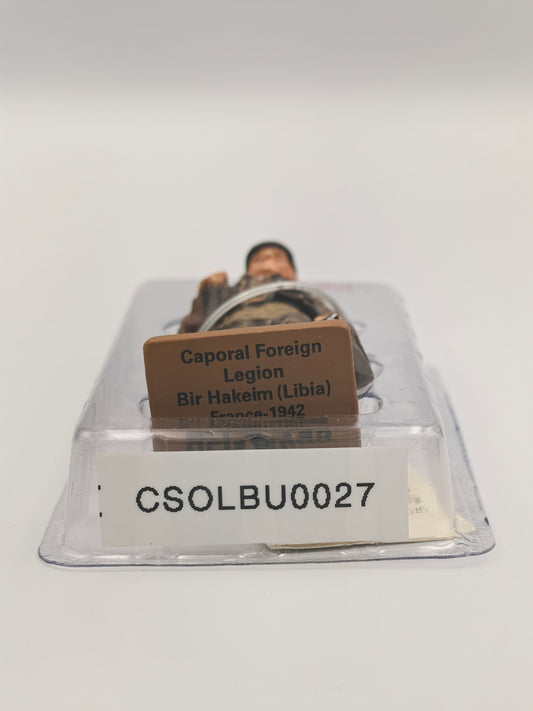 Caporal Foreign
Legion
Bir Hakeim (Libia)
France-1942
CSOLBU0027